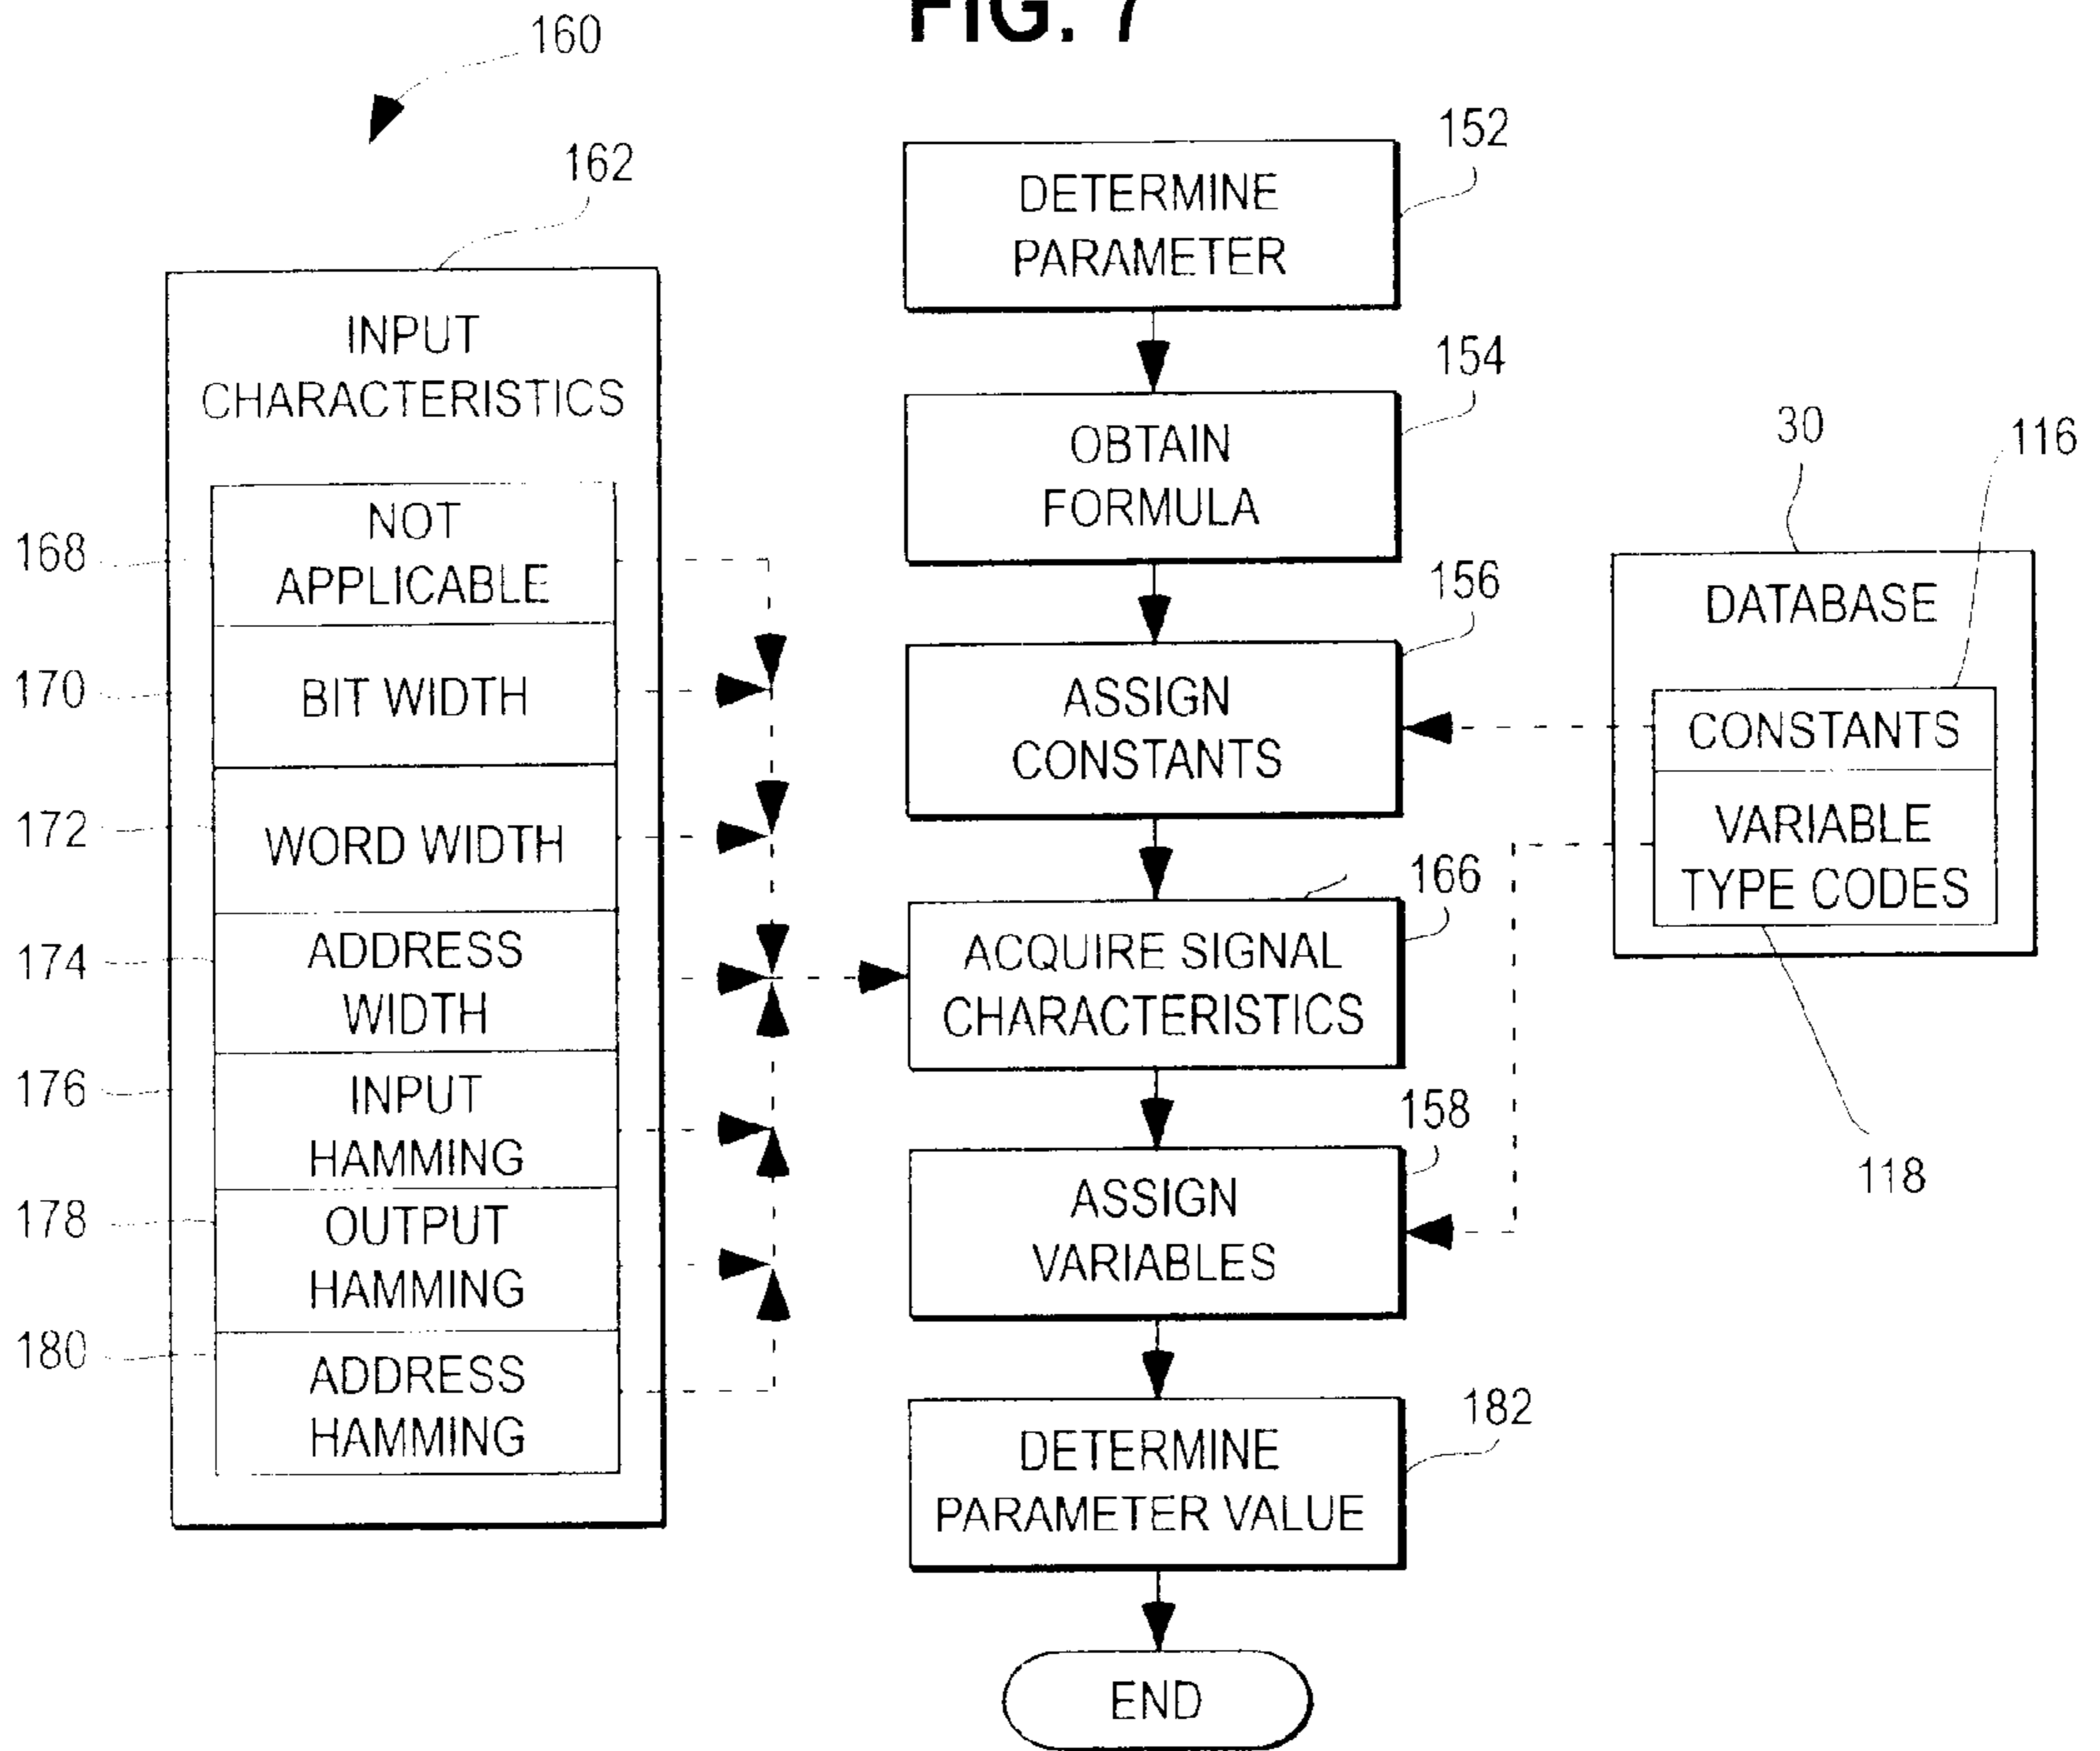 FIG. 7
160
162
INPUT
CHARACTERISTICS
168
NOT
APPLICABLE
170
BIT WIDTH
172
WORD WIDTH
174
ADDRESS
WIDTH
176
INPUT
HAMMING
178
OUTPUT
HAMMING
180
ADDRESS
HAMMING
152
DETERMINE
PARAMETER
154
OBTAIN
FORMULA
156
ASSIGN
CONSTANTS
166
ACQUIRE SIGNAL
CHARACTERISTICS
158
ASSIGN
VARIABLES
182
DETERMINE
PARAMETER VALUE
END
30
116
DATABASE
CONSTANTS
VARIABLE
TYPE CODES
118